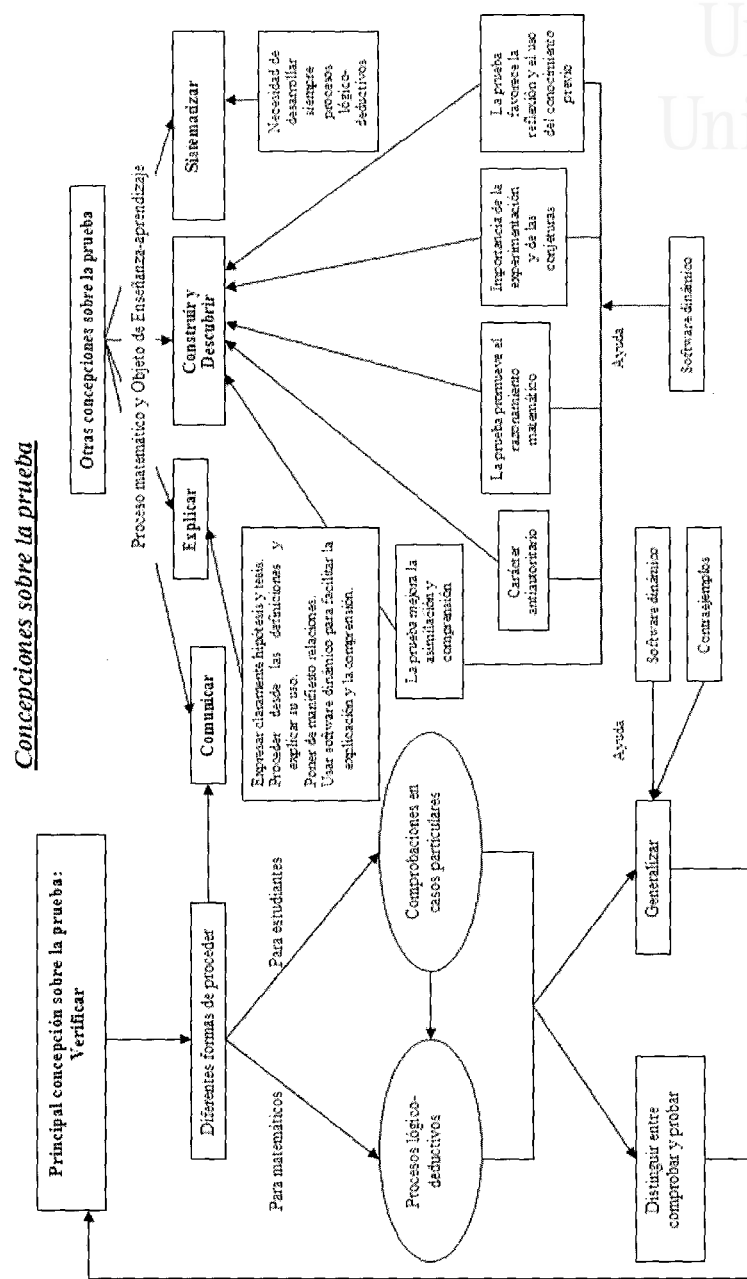 Concepciones sobre la prueba
Principal concepción sobre la prueba:
Verificar
Otras concepciones sobre la prueba
Proceso matemático y Objeto de Enseñanza-aprendizaje
Diferentes formas de proceder
Comunicar
Explicar
Construir y
Descubrir
Sistematizar
Para matemáticos
Para estudiantes
Expresar claramente hipótesis y tesis.
Proceder desde las definiciones y
explicar su uso.
Poner de manifiesto relaciones.
Usar software dinámico para facilitar la
explicación y la comprensión.
Necesidad de
desarrollar
siempre
procesos
lógico-
deductivos
Procesos lógico-
deductivos
Comprobaciones en
casos particulares
La prueba mejora la
asimilación y
comprensión
Carácter
antiautoritario
La prueba promueve el
razonamiento
matemático
Importancia de la
experimentación
y de las
conjeturas
La prueba
favorece la
reflexión y el uso
del conocimiento
previo
Ayuda
Software dinámico
Distinguir entre
comprobar y probar
Generalizar
Ayuda
Software dinámico
Contraejemplos
Uni